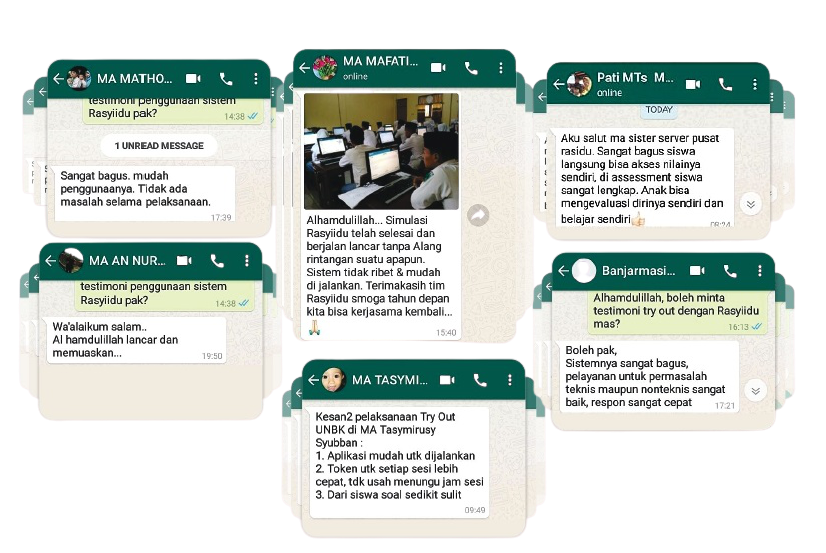 MA MATHO...
testimoni penggunaan sistem
Rasyiidu pak?
14:38
1 UNREAD MESSAGE
Sangat bagus. mudah
penggunaanya. Tidak ada
masalah selama pelaksanaan.
17:39
MA MAFATI...
online
Alhamdulillah... Simulasi
Rasyiidu telah selesai dan
berjalan lancar tanpa Alang
rintangan suatu apapun.
Sistem tidak ribet & mudah
di jalankan. Terimakasih tim
Rasyiidu smoga tahun depan
kita bisa kerjasama kembali...
🙏
15:40
Pati MTs M...
online
TODAY
Aku salut ma sister server pusat
rasidu. Sangat bagus siswa
langsung bisa akses nilainya
sendiri, di assessment siswa
sangat lengkap. Anak bisa
mengevaluasi dirinya sendiri dan
belajar sendiri👍
08:24
MA AN NUR...
testimoni penggunaan sistem
Rasyiidu pak?
14:38
Wa'alaikum salam..
Al hamdulillah lancar dan
memuaskan...
19:50
Banjarmasi...
Alhamdulillah, boleh minta
testimoni try out dengan Rasyiidu
mas?
16:13
Boleh pak,
Sistemnya sangat bagus,
pelayanan untuk permasalah
teknis maupun nonteknis sangat
baik, respon sangat cepat
17:21
MA TASYMI...
Kesan2 pelaksanaan Try Out
UNBK di MA Tasymirusy
Syubban :
1. Aplikasi mudah utk dijalankan
2. Token utk setiap sesi lebih
cepat, tdk usah menungu jam sesi
3. Dari siswa soal sedikit sulit
09:49